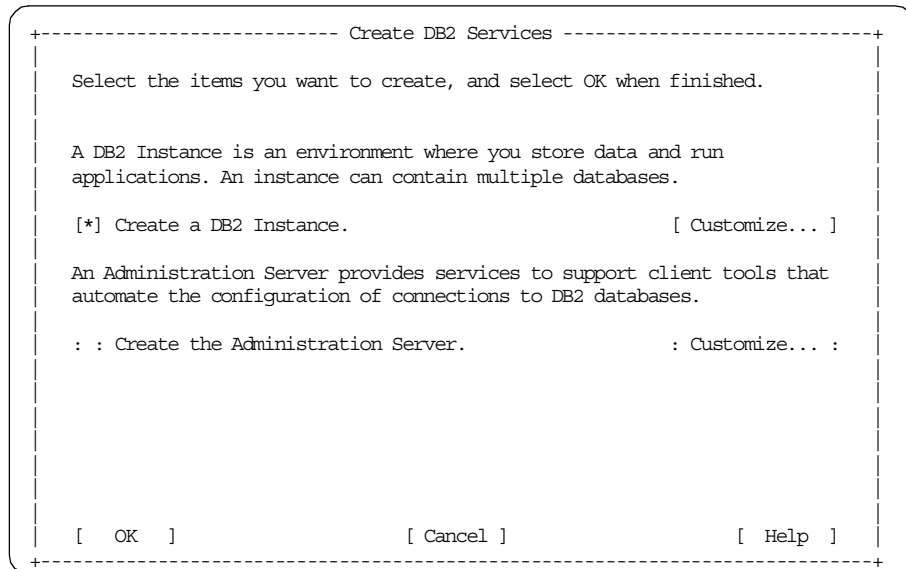 +---------------------------- Create DB2 Services -----------------------------+
Select the items you want to create, and select OK when finished.
A DB2 Instance is an environment where you store data and run
applications. An instance can contain multiple databases.
[*] Create a DB2 Instance. [ Customize... ]
An Administration Server provides services to support client tools that
automate the configuration of connections to DB2 databases.
: : Create the Administration Server. : Customize... :
[ OK ] [ Cancel ] [ Help ]
+------------------------------------------------------------------------------+